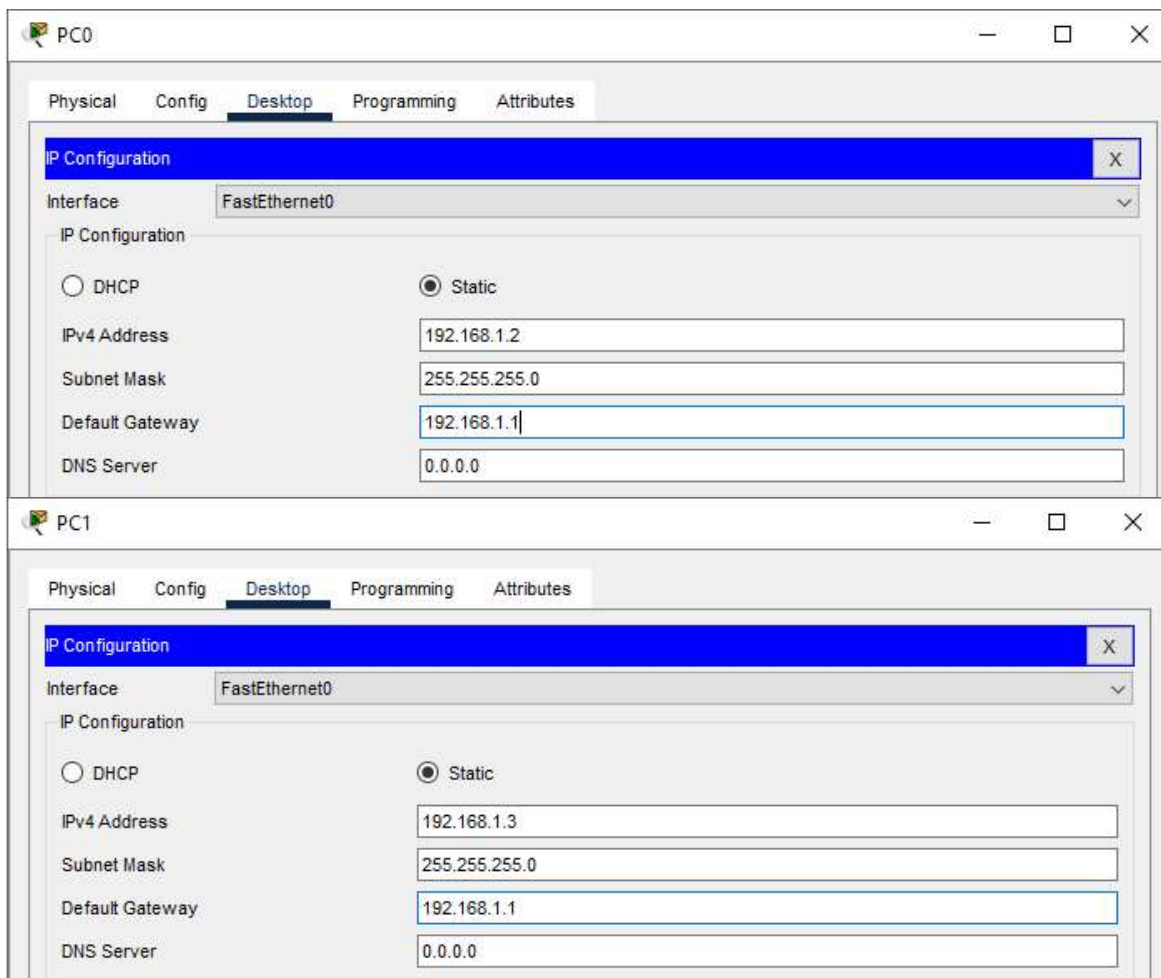 PC0
Physical Config Desktop Programming Attributes
IP Configuration X
Interface FastEthernet0
IP Configuration
DHCP Static
IPv4 Address 192.168.1.2
Subnet Mask 255.255.255.0
Default Gateway 192.168.1.1
DNS Server 0.0.0.0
PC1
Physical Config Desktop Programming Attributes
IP Configuration X
Interface FastEthernet0
IP Configuration
DHCP Static
IPv4 Address 192.168.1.3
Subnet Mask 255.255.255.0
Default Gateway 192.168.1.1
DNS Server 0.0.0.0